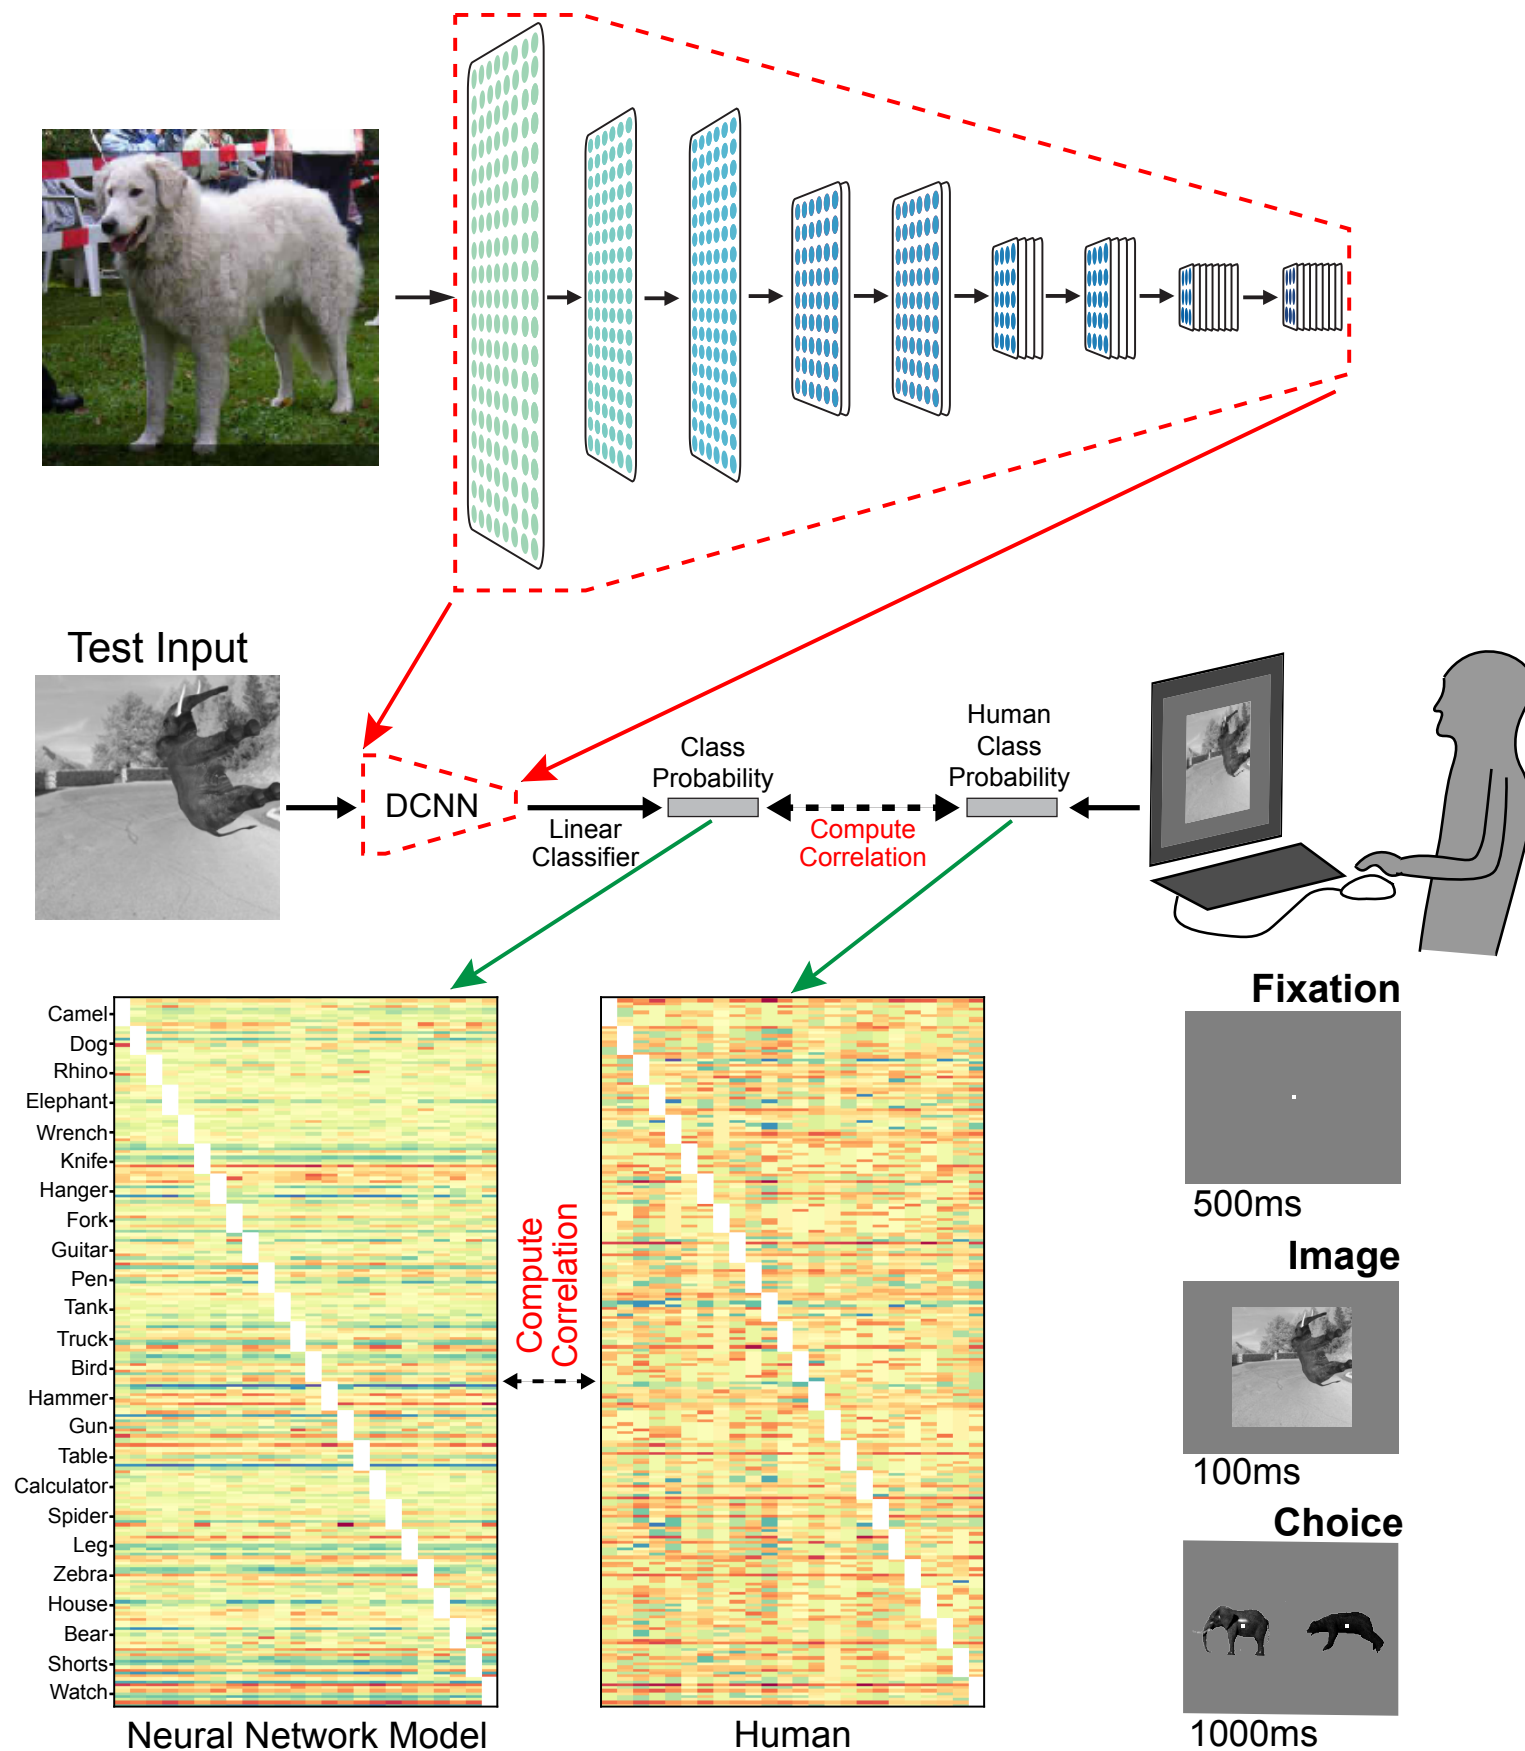 Test Input
DCNN
Linear
Classifier
Class
Probability
Compute
Correlation
Human
Class
Probability
Camel
Dog
Rhino
Elephant
Wrench
Knife
Hanger
Fork
Guitar
Pen
Tank
Truck
Bird
Hammer
Gun
Table
Calculator
Spider
Leg
Zebra
House
Bear
Shorts
Watch
Neural Network Model
Compute
Correlation
Human
Fixation
500ms
Image
100ms
Choice
1000ms